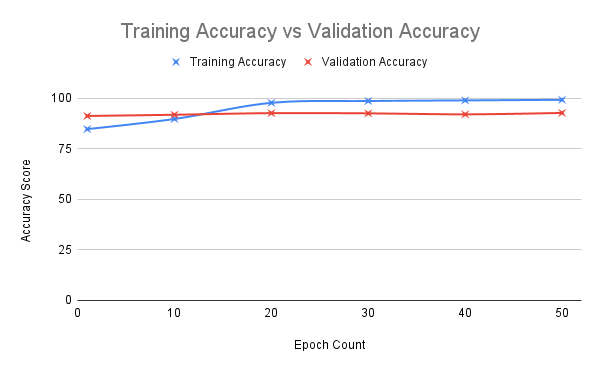 Training Accuracy vs Validation Accuracy
Training Accuracy Validation Accuracy
100
75
50
25
0
Accuracy Score
0 10 20 30 40 50
Epoch Count